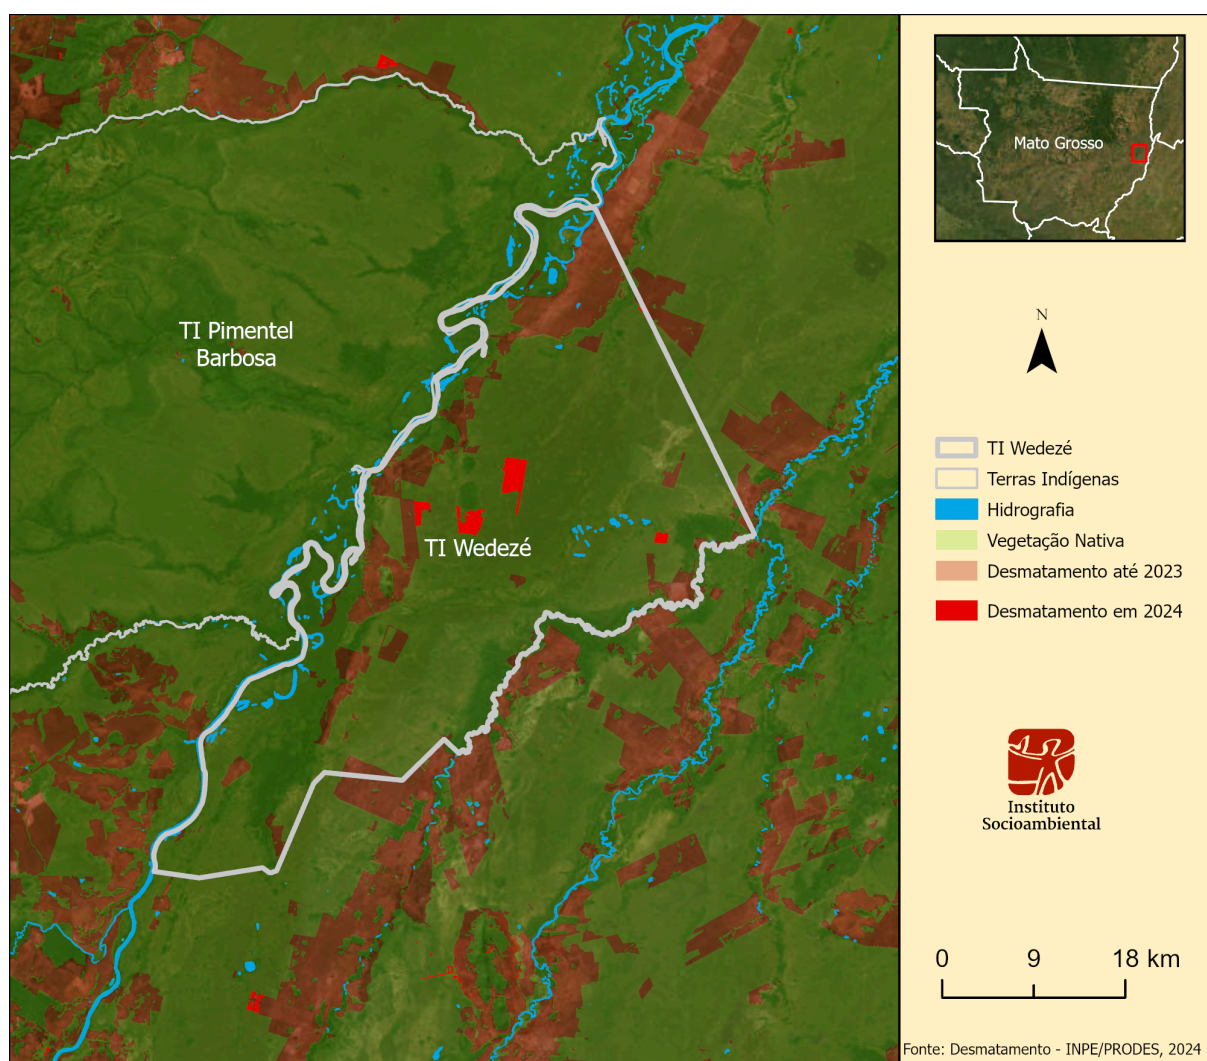 TI Pimentel
Barbosa
TI Wedezé
Mato Grosso
N
TI Wedezé
Terras Indígenas
Hidrografia
Vegetação Nativa
Desmatamento até 2023
Desmatamento em 2024
Instituto
Socioambiental
0 9 18 km
Fonte: Desmatamento - INPE/PRODES, 2024